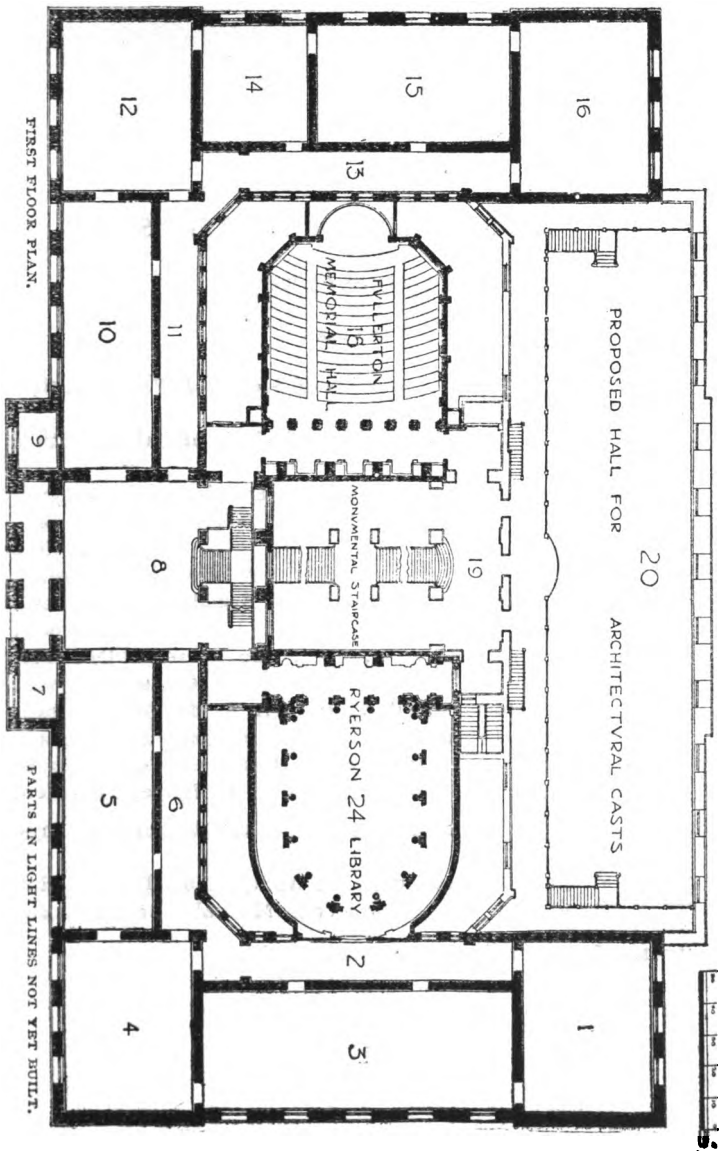 16
20
1
PROPOSED HALL FOR ARCHITECTVRAL CASTS
15
13
19
FVLLERTON
18
MEMORIAL HALL
MONVMENTAL STAIRCASE
RYERSON 24 LIBRARY
2
3
14
12
11
10
9
8
7
6
5
4
FIRST FLOOR PLAN.
PARTS IN LIGHT LINES NOT YET BUILT.